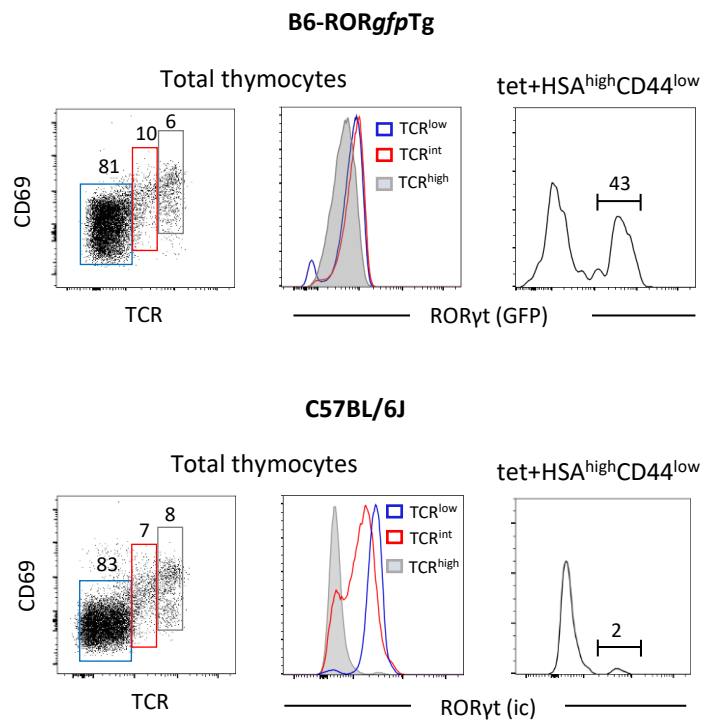 B6-RORgfpTg
Total thymocytes
tet+HSAhighCD44low
81
10
6
CD69
TCR
TCRlow
TCRint
TCRhigh
43
RORγt (GFP)
C57BL/6J
Total thymocytes
tet+HSAhighCD44low
83
7
8
CD69
TCR
TCRlow
TCRint
TCRhigh
2
RORγt (ic)